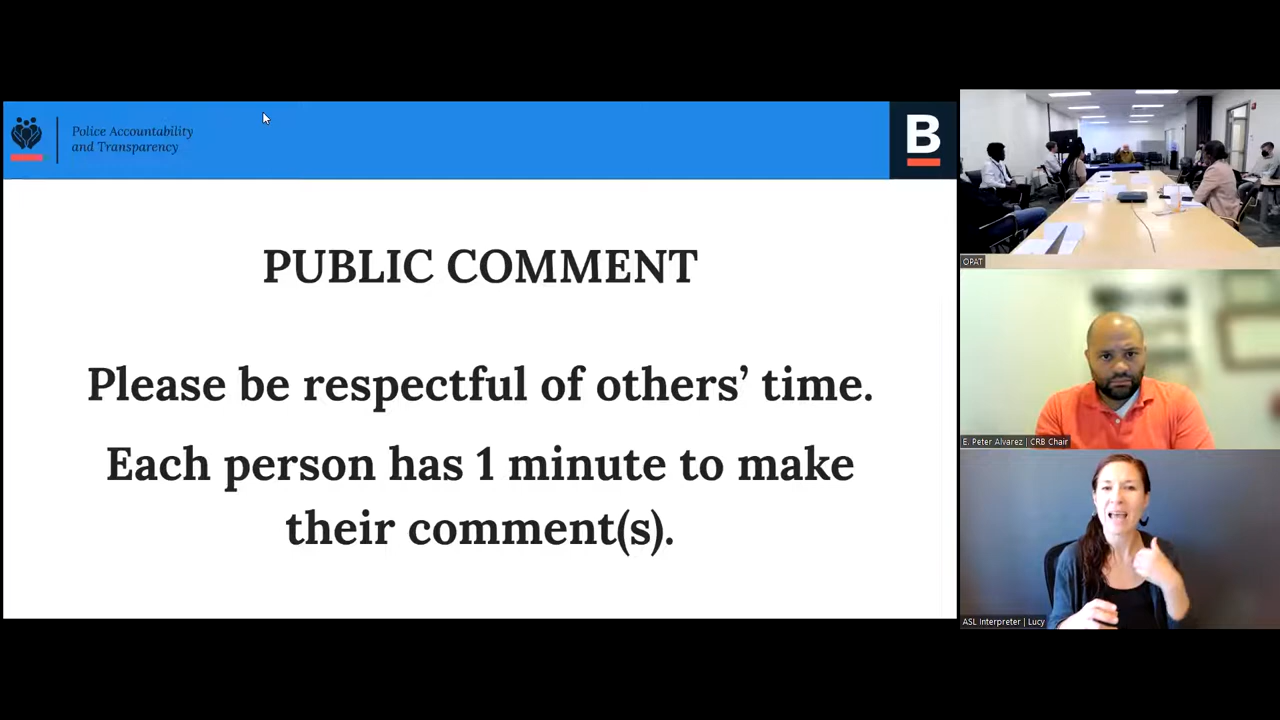 Police Accountability
and Transparency
B
PUBLIC COMMENT
Please be respectful of others’ time.
Each person has 1 minute to make
their comment(s).
OPAT
E. Peter Alvarez | CRB Chair
ASL Interpreter | Lucy